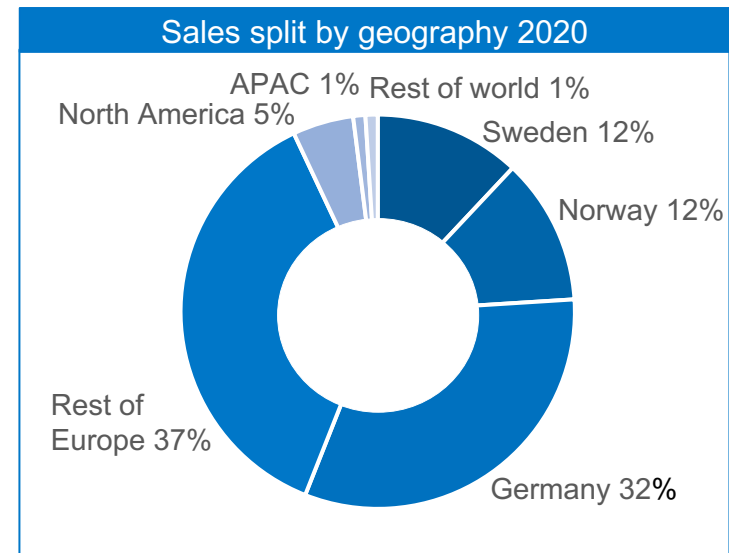 Sales split by geography 2020
APAC 1%
Rest of world 1%
North America 5%
Sweden 12%
Norway 12%
Rest of
Europe 37%
Germany 32%